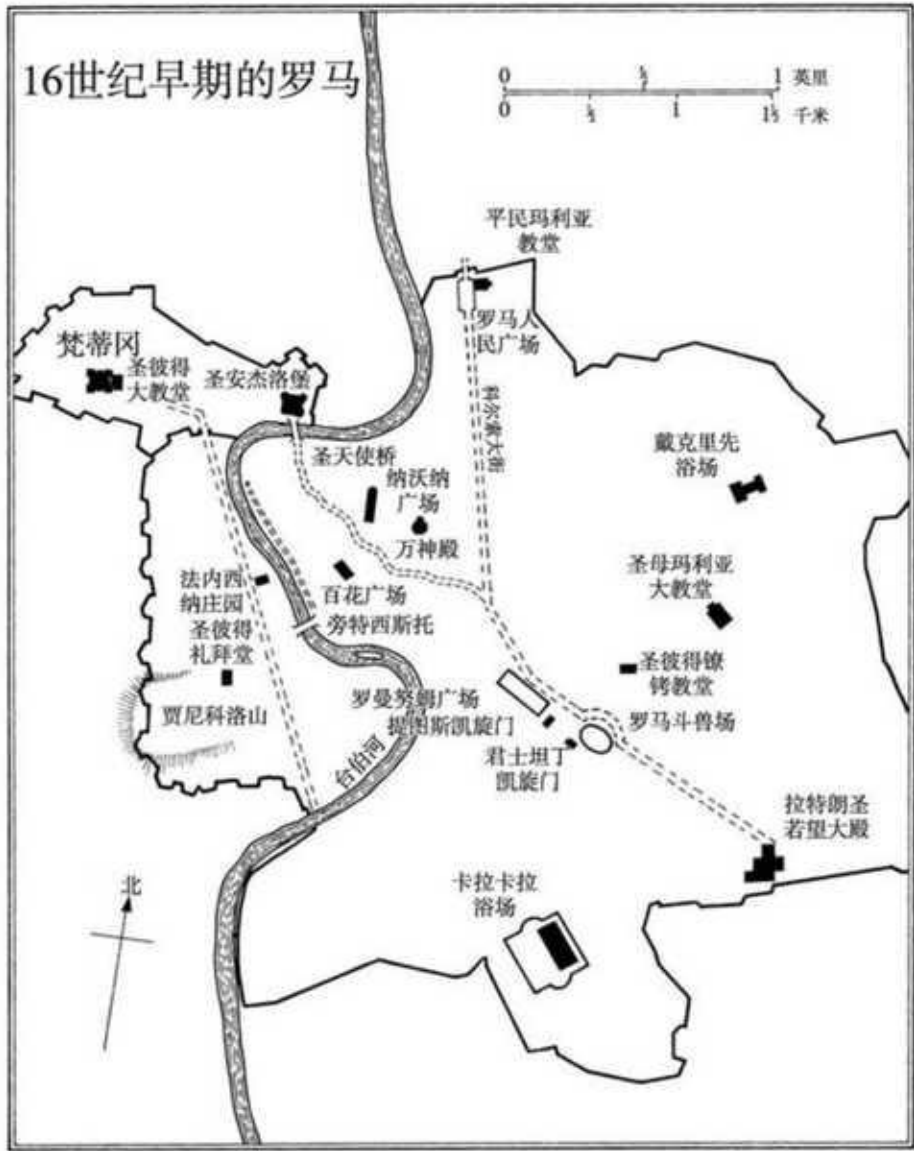 16世纪早期的罗马
0 ½ 1 英里
0 ½ 1 1½ 千米
平民玛利亚
教堂
罗马人
民广场
梵蒂冈
圣彼得
大教堂
圣安杰洛堡
科尔索大街
圣天使桥
纳沃纳
广场
万神殿
戴克里先
浴场
法内西
纳庄园
百花广场
圣母玛利亚
大教堂
旁特西斯托
圣彼得
礼拜堂
圣彼得镣
铐教堂
贾尼科洛山
罗曼努姆广场
提图斯凯旋门
罗马斗兽场
君士坦丁
凯旋门
台伯河
拉特朗圣
若望大殿
北
卡拉卡拉
浴场